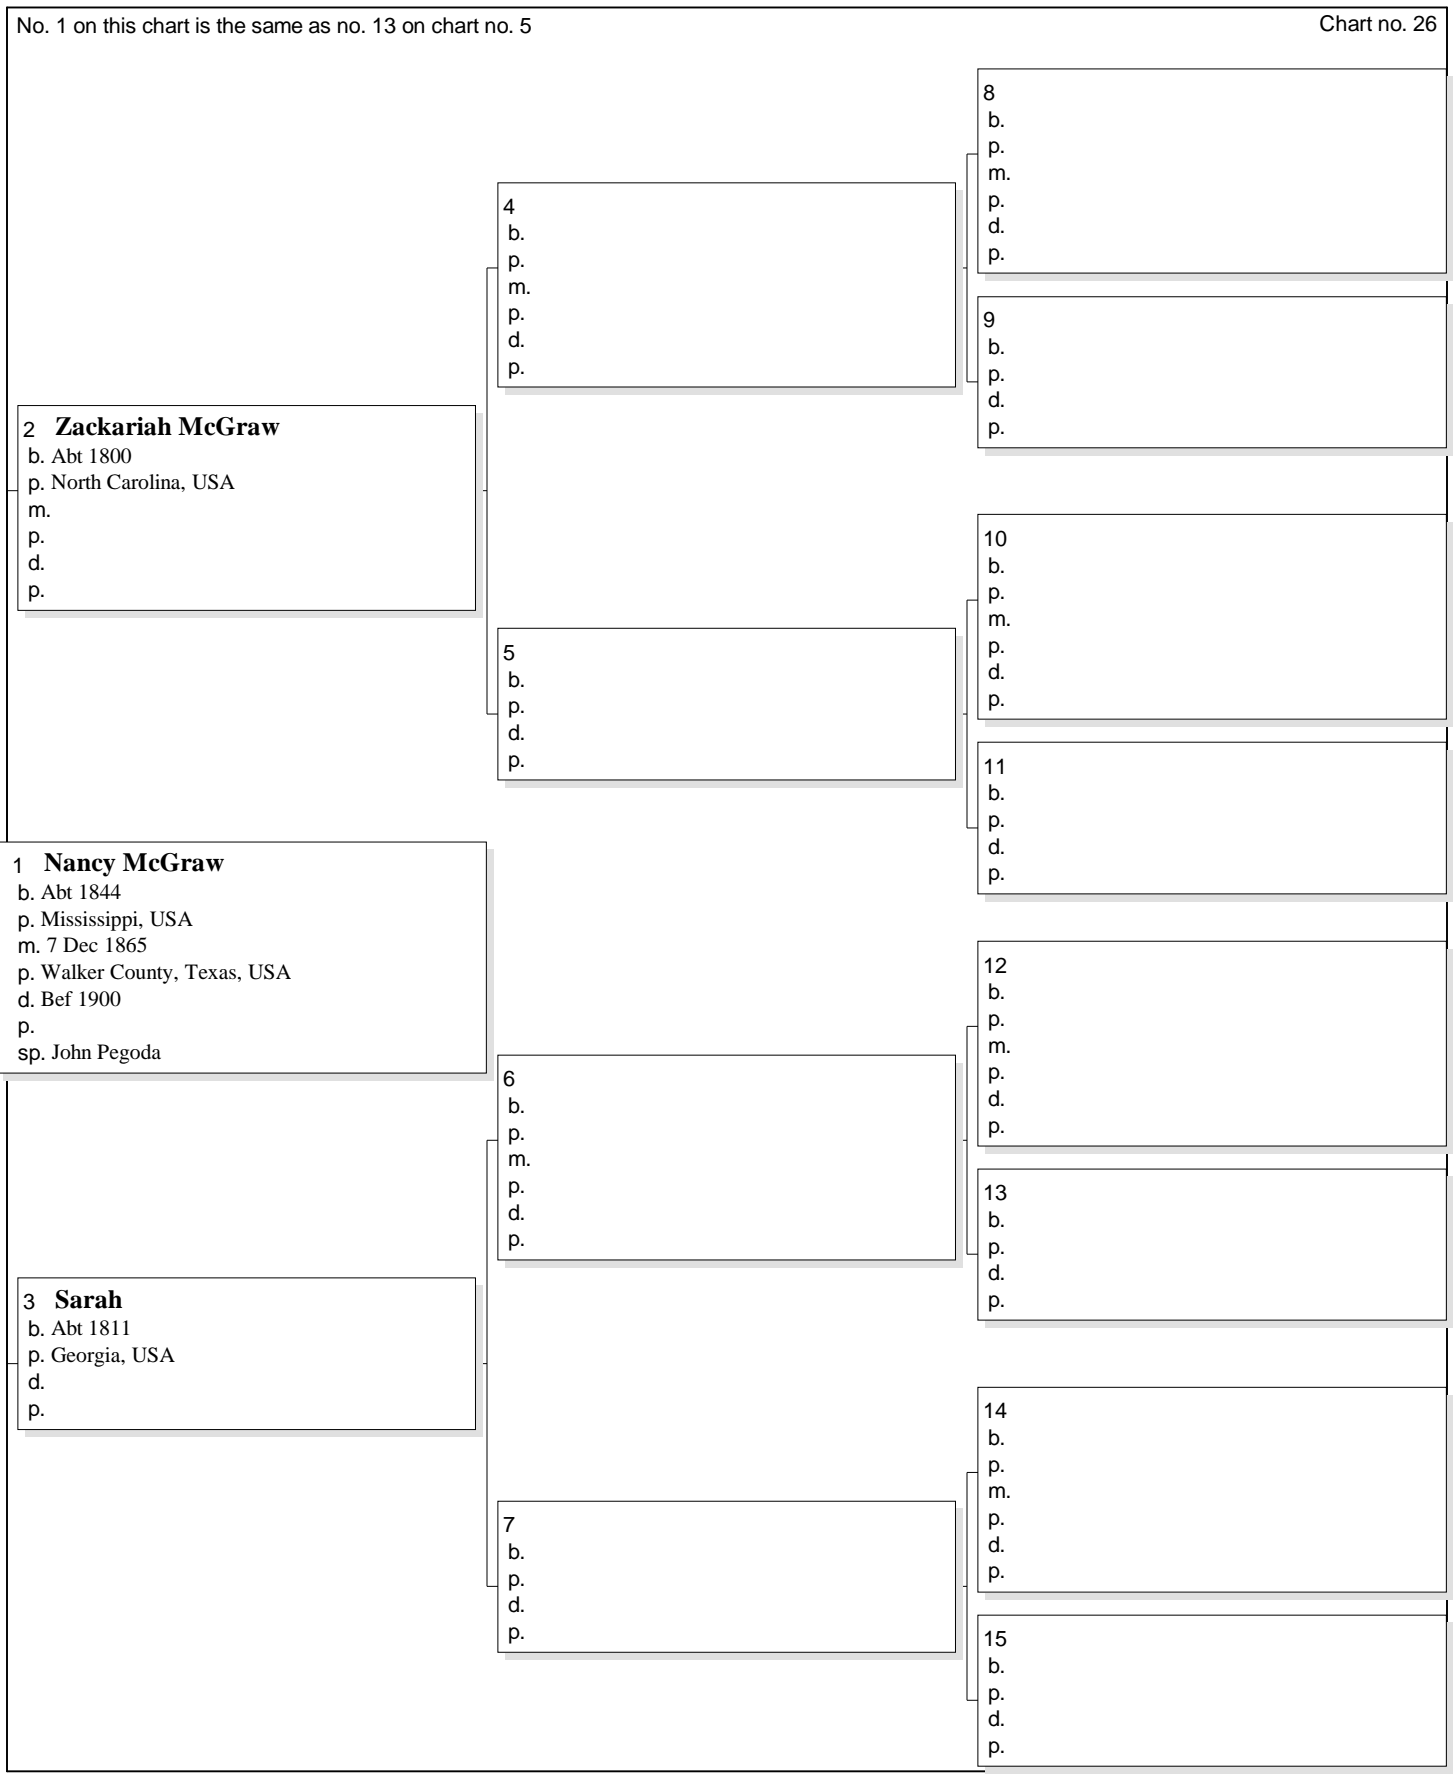 No. 1 on this chart is the same as no. 13 on chart no. 5
Chart no. 26
8
b.
p.
m.
p.
d.
p.
4
b.
p.
m.
p.
d.
p.
9
b.
p.
d.
p.
2 Zackariah McGraw
b. Abt 1800
p. North Carolina, USA
m.
p.
d.
p.
10
b.
p.
m.
p.
d.
p.
5
b.
p.
d.
p.
11
b.
p.
d.
p.
1 Nancy McGraw
b. Abt 1844
p. Mississippi, USA
m. 7 Dec 1865
p. Walker County, Texas, USA
d. Bef 1900
p.
sp. John Pegoda
12
b.
p.
m.
p.
d.
p.
6
b.
p.
m.
p.
d.
p.
13
b.
p.
d.
p.
3 Sarah
b. Abt 1811
p. Georgia, USA
d.
p.
14
b.
p.
m.
p.
d.
p.
7
b.
p.
d.
p.
15
b.
p.
d.
p.